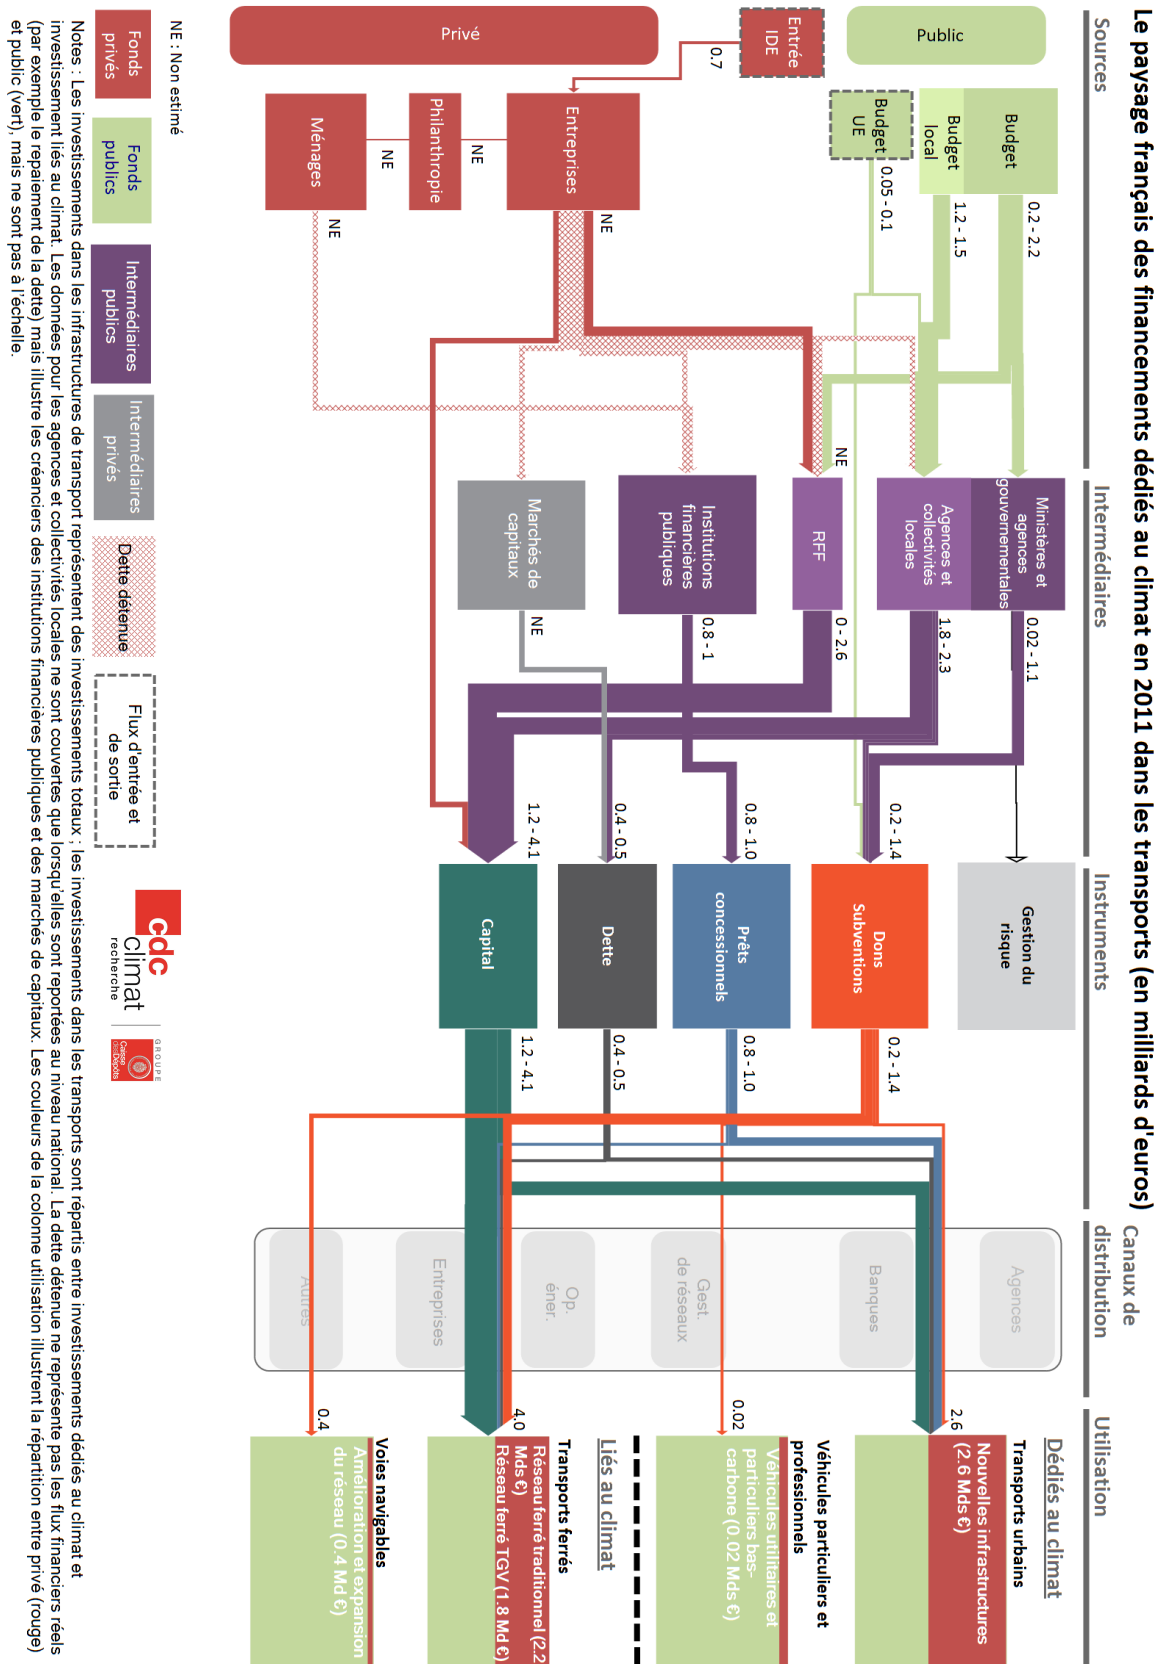 Le paysage français des financements dédiés au climat en 2011 dans les transports (en milliards d'euros)
Sources
Intermédiaires
Instruments
Canaux de
distribution
Utilisation
Public
Entrée
IDE
Privé
0.7
Budget
Budget
local
Budget
UE
Entreprises
Philanthropie
Ménages
NE
NE
0.2 - 2.2
1.2 - 1.5
0.05 - 0.1
NE
NE
NE
Ministères et
agences
gouvernementales
Agences et
collectivités
locales
RFF
Institutions
financières
publiques
Marchés de
capitaux
0.02 - 1.1
1.8 - 2.3
0 - 2.6
0.8 - 1
NE
0.2 - 1.4
0.8 - 1.0
0.4 - 0.5
1.2 - 4.1
Gestion du
risque
Dons
Subventions
Prêts
concessionnels
Dette
Capital
0.2 - 1.4
0.8 - 1.0
0.4 - 0.5
1.2 - 4.1
Agences
Banques
Gest.
de réseaux
Op.
éner.
Entreprises
Autres
2.6
0.02
4.0
0.4
Dédiés au climat
Transports urbains
Nouvelles infrastructures
(2.6 Mds €)
Véhicules particuliers et
professionnels
Véhicules utilitaires et
particuliers bas-
carbone (0.02 Mds €)
Liés au climat
Transports ferrés
Réseau ferré traditionnel (2.2
Mds €)
Réseau ferré TGV (1.8 Md €)
Voies navigables
Amélioration et expansion
du réseau (0.4 Md €)
NE : Non estimé
Fonds
privés
Fonds
publics
Intermédiaires
publics
Intermédiaires
privés
Dette détenue
Flux d'entrée et
de sortie
cdc
climat
recherche
GROUPE
Caisse
des Dépôts
Notes : Les investissements dans les infrastructures de transport représentent des investissements totaux ; les investissements dans les transports sont répartis entre investissements dédiés au climat et
investissement liés au climat. Les données pour les agences et collectivités locales ne sont couvertes que lorsqu'elles sont reportées au niveau national. La dette détenue ne représente pas les flux financiers réels
(par exemple le repaiement de la dette) mais illustre les créanciers des institutions financières publiques et des marchés de capitaux. Les couleurs de la colonne utilisation illustrent la répartition entre privé (rouge)
et public (vert), mais ne sont pas à l'échelle.